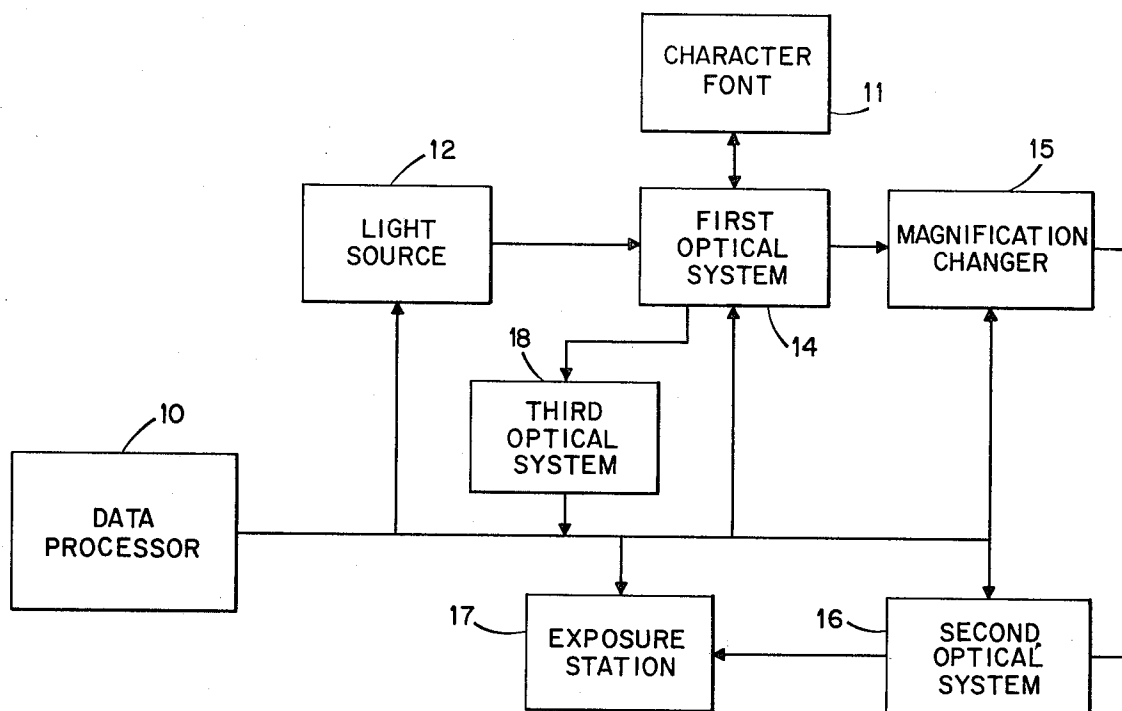 CHARACTER
FONT
11
12
LIGHT
SOURCE
FIRST
OPTICAL
SYSTEM
14
15
MAGNIFICATION
CHANGER
18
THIRD
OPTICAL
SYSTEM
10
DATA
PROCESSOR
17
EXPOSURE
STATION
16
SECOND
OPTICAL
SYSTEM